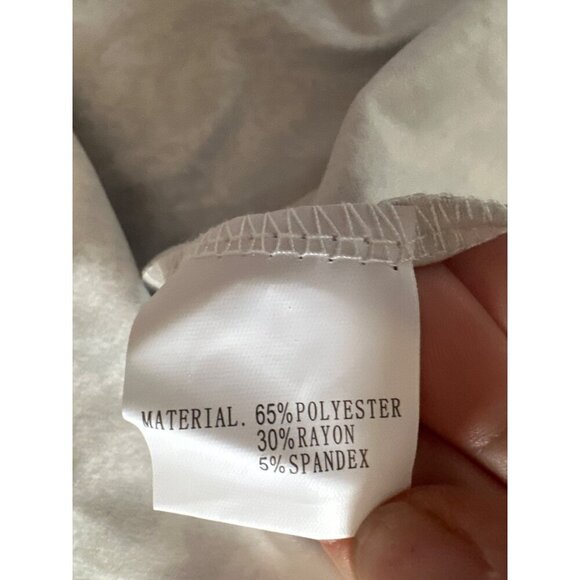 MATERIAL. 65%POLYESTER
30%RAYON
5%SPANDEX